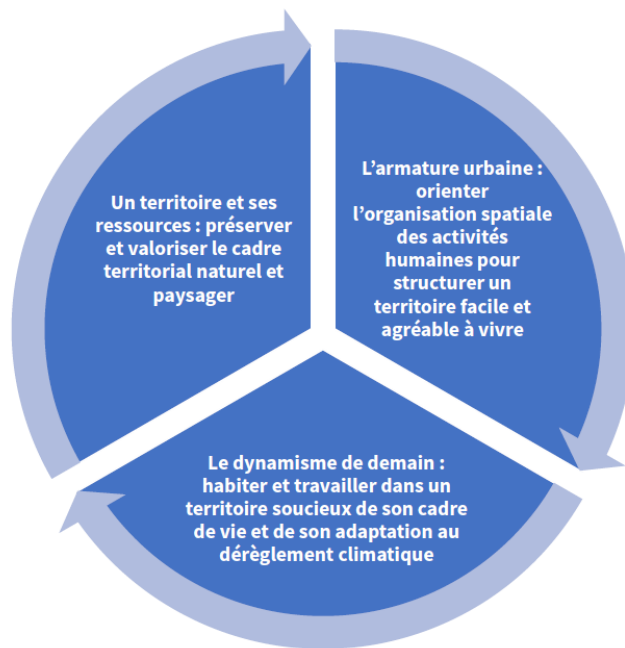 Un territoire et ses
ressources : préserver
et valoriser le cadre
territorial naturel et
paysager
L’armature urbaine :
orienter
l’organisation spatiale
des activités
humaines pour
structurer un
territoire facile et
agréable à vivre
Le dynamisme de demain :
habiter et travailler dans un
territoire soucieux de son cadre
de vie et de son adaptation au
dérèglement climatique